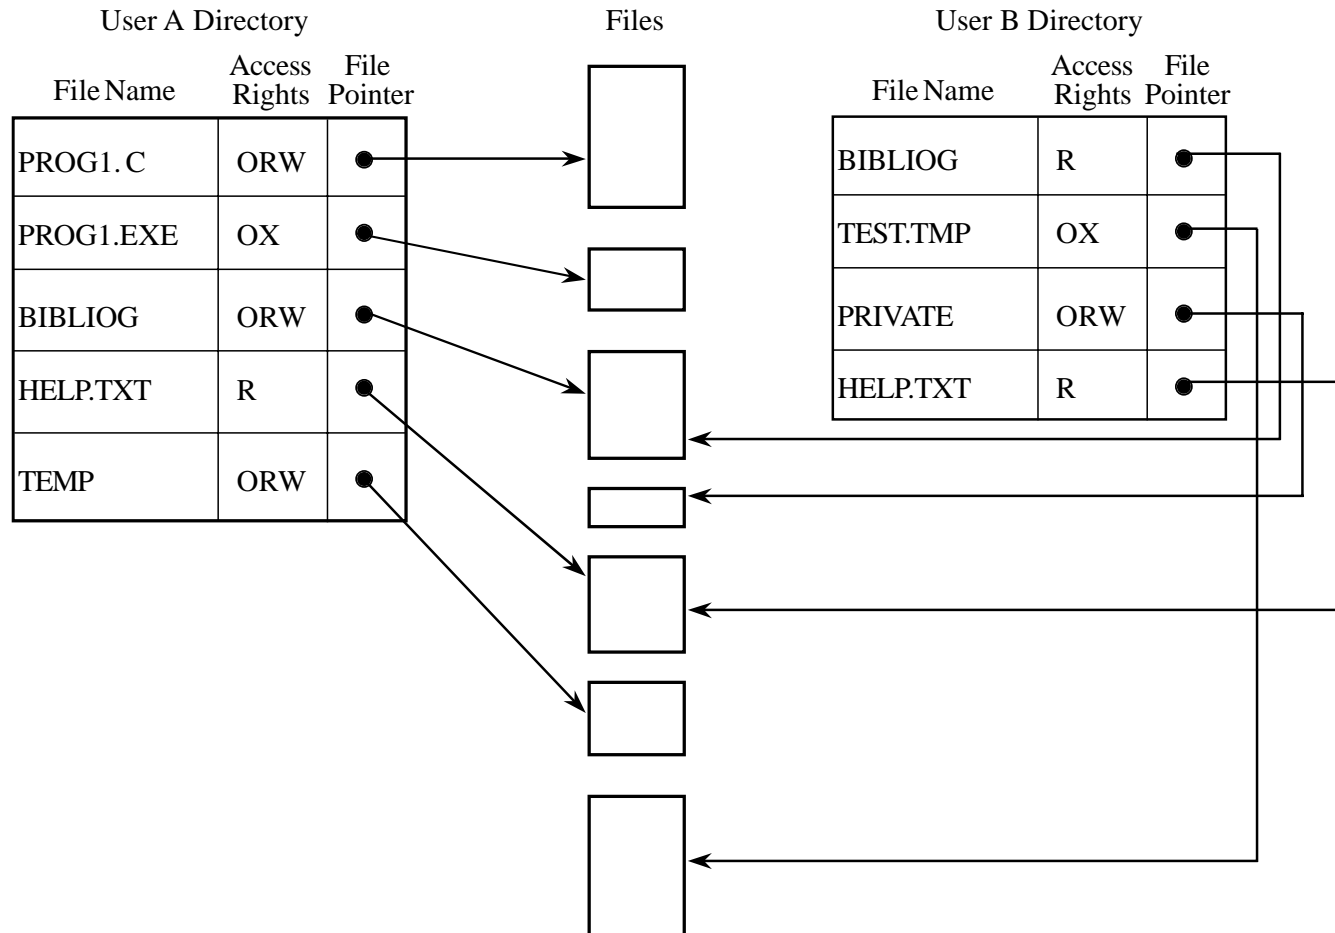 User A Directory
Files
User B Directory
File Name
Access Rights
File Pointer
File Name
Access Rights
File Pointer
PROG1.C ORW
PROG1.EXE OX
BIBLIOG ORW
HELP.TXT R
TEMP ORW
BIBLIOG R
TEST.TMP OX
PRIVATE ORW
HELP.TXT R